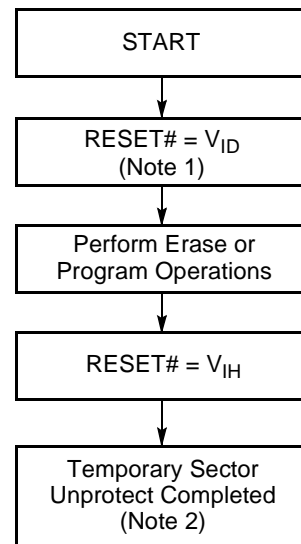 START
RESET# = VID
(Note 1)
Perform Erase or
Program Operations
RESET# = VIH
Temporary Sector
Unprotect Completed
(Note 2)